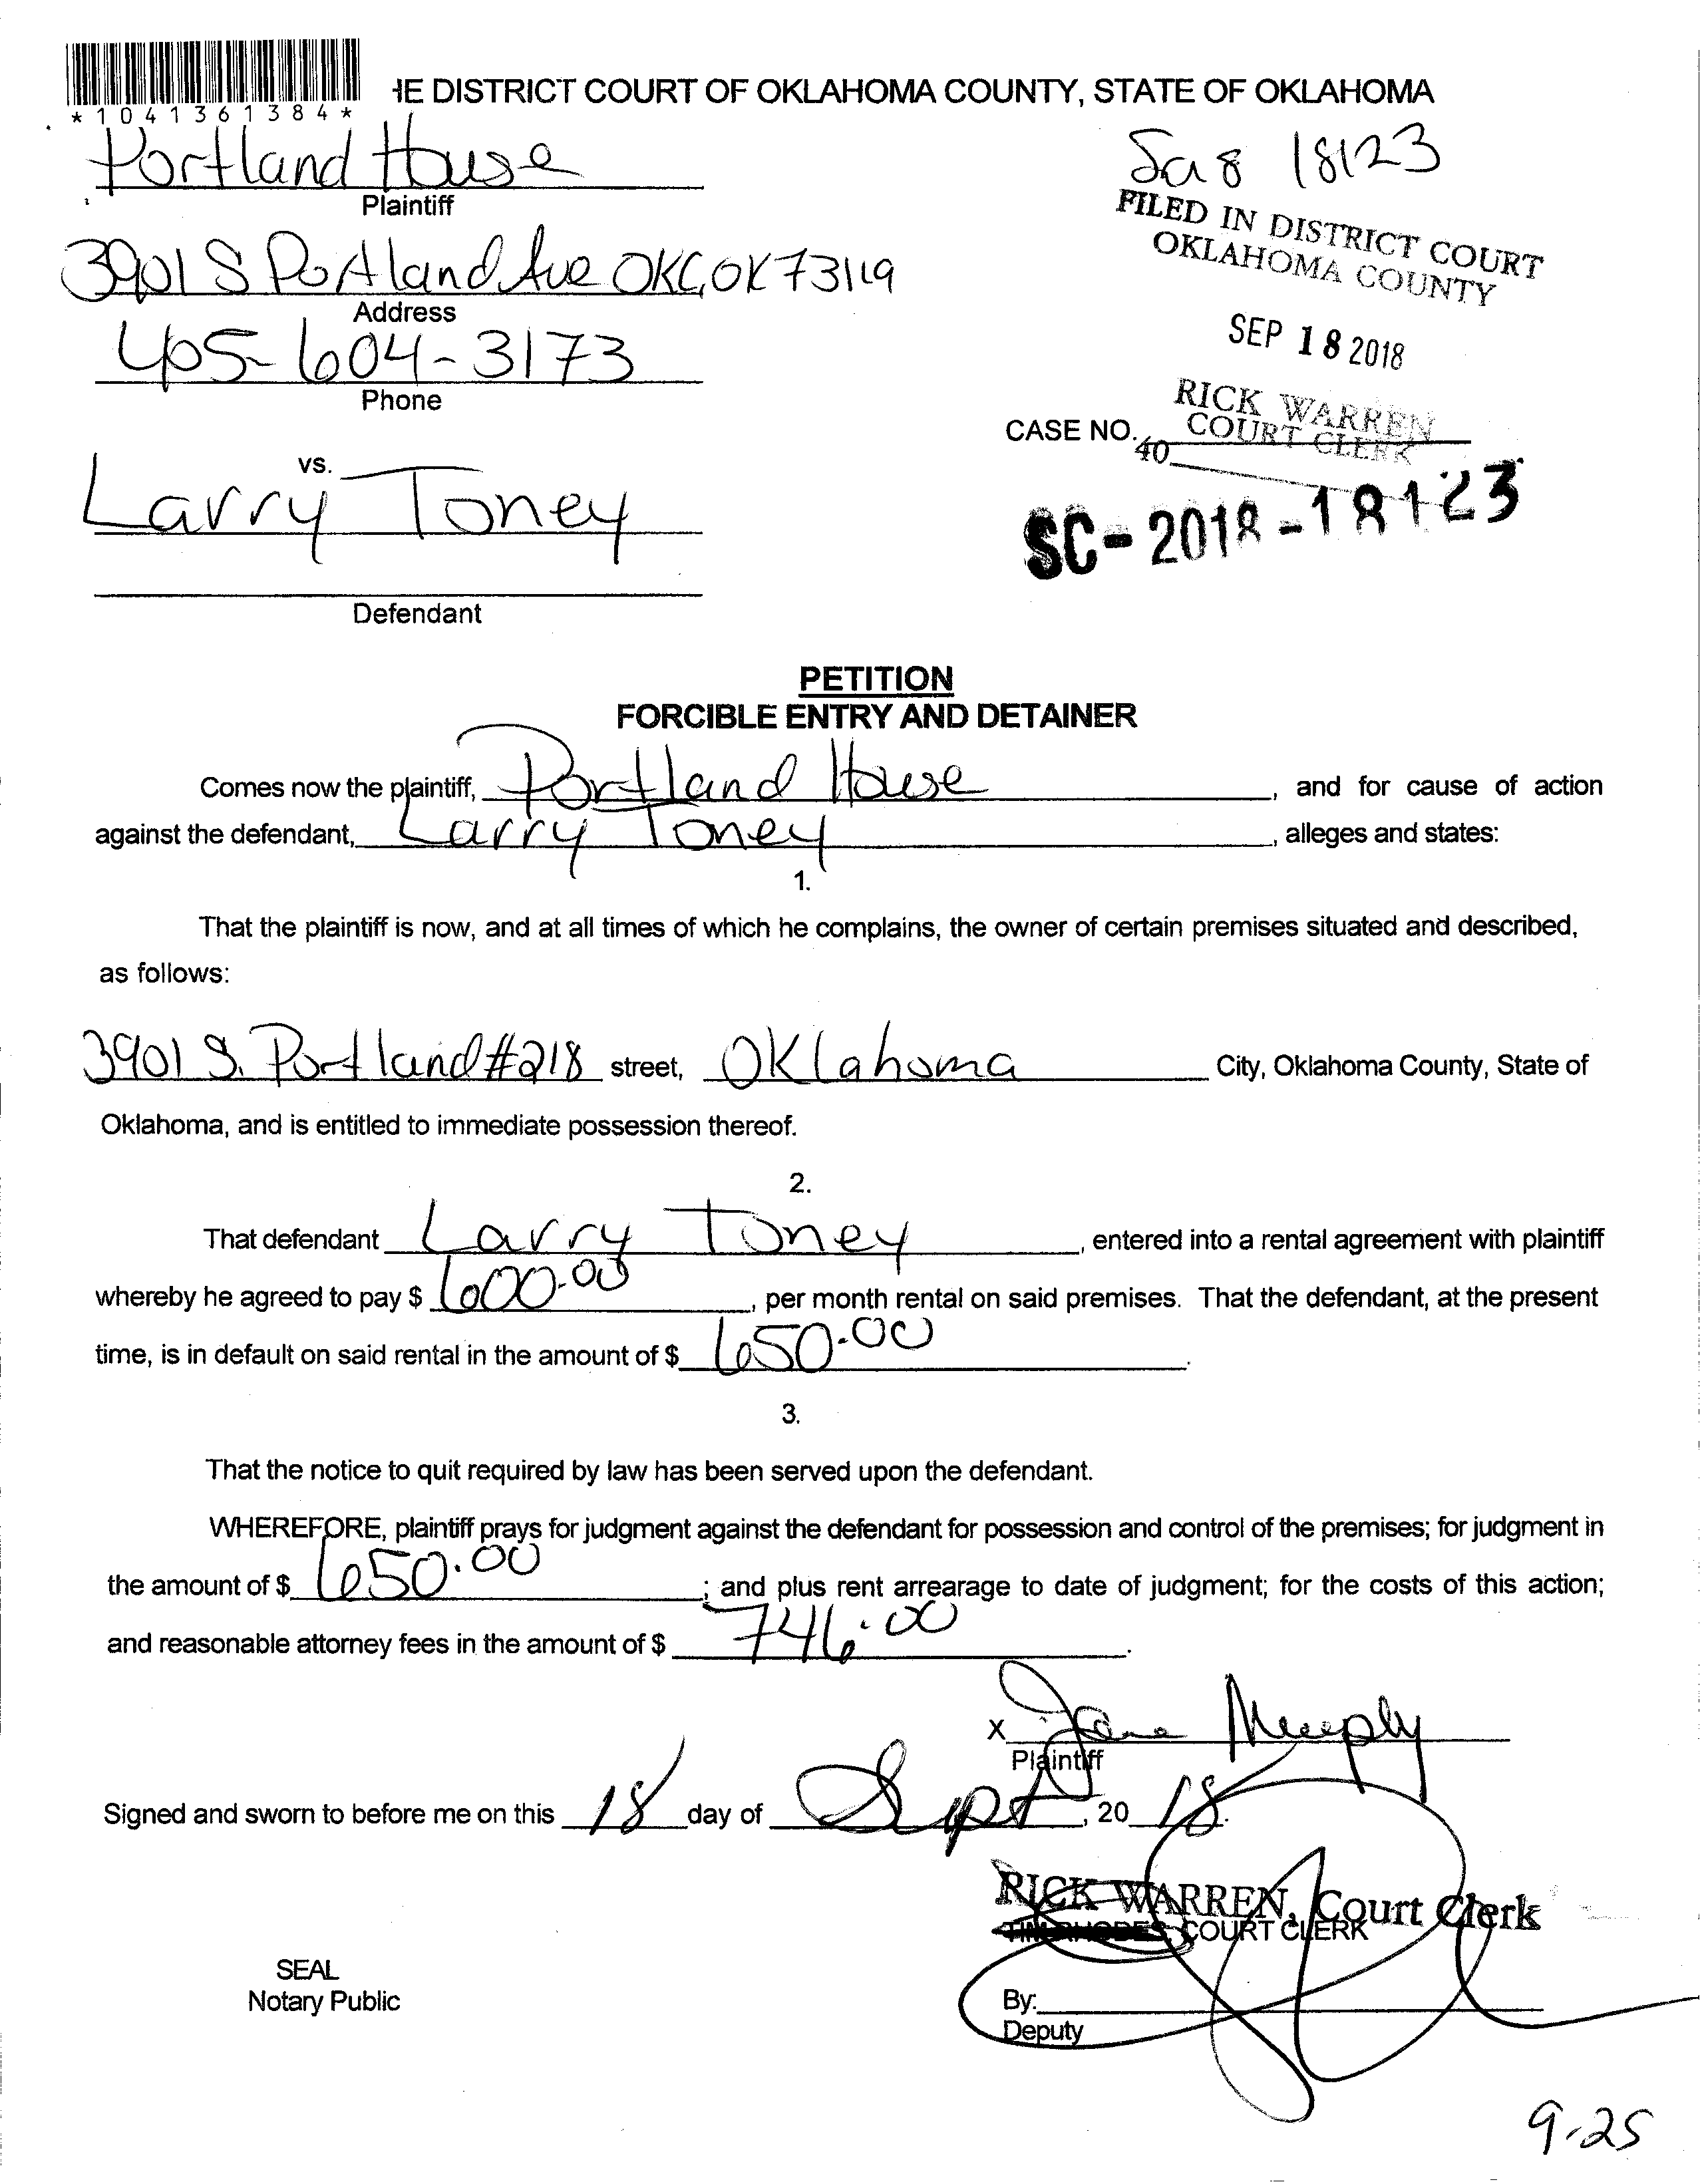 *1041361384*
HE DISTRICT COURT OF OKLAHOMA COUNTY, STATE OF OKLAHOMA
Portland House
Plaintiff
18123
FILED IN DISTRICT COURT
OKLAHOMA COUNTY
3901 S Portland Ave OKC, OK 73119
Address
SEP 18 2018
405-604-3173
Phone
RICK WARREN
COURT CLERK
CASE NO.
40
vs.
Larry Toney
SC-2018-18123
Defendant
PETITION
FORCIBLE ENTRY AND DETAINER
Comes now the plaintiff, Portland House, and for cause of action
against the defendant, Larry Toney, alleges and states:
1.
That the plaintiff is now, and at all times of which he complains, the owner of certain premises situated and described,
as follows:
3901 S. Portland #218 street, Oklahoma City, Oklahoma County, State of
Oklahoma, and is entitled to immediate possession thereof.
2.
That defendant Larry Toney, entered into a rental agreement with plaintiff
whereby he agreed to pay $ 600.00, per month rental on said premises. That the defendant, at the present
time, is in default on said rental in the amount of $ 650.00.
3.
That the notice to quit required by law has been served upon the defendant.
WHEREFORE, plaintiff prays for judgment against the defendant for possession and control of the premises; for judgment in
the amount of $ 650.00; and plus rent arrearage to date of judgment; for the costs of this action;
and reasonable attorney fees in the amount of $ 746.00.
X Jane Murphy
Plaintiff
Signed and sworn to before me on this 18 day of Sept, 20 18.
RICK WARREN, Court Clerk
TIM RHODES, COURT CLERK
SEAL
Notary Public
By:
Deputy
9-25